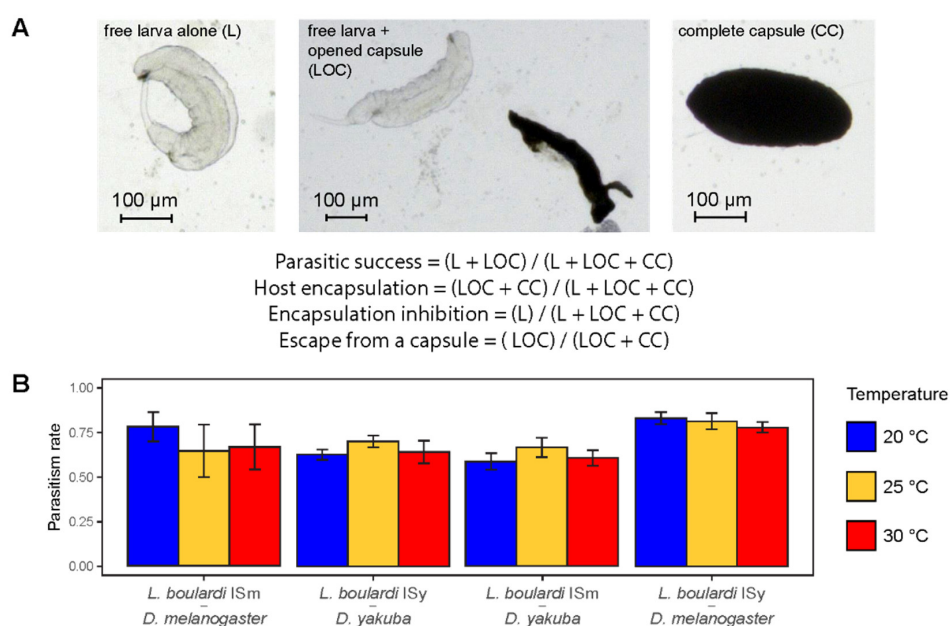 A
free larva alone (L)
free larva +
opened capsule
(LOC)
complete capsule (CC)
100 µm
100 µm
100 µm
Parasitic success = (L + LOC) / (L + LOC + CC)
Host encapsulation = (LOC + CC) / (L + LOC + CC)
Encapsulation inhibition = (L) / (L + LOC + CC)
Escape from a capsule = ( LOC) / (LOC + CC)
B
Parasitism rate
1.00
0.75
0.50
0.25
0.00
L. boulardi ISm
–
D. melanogaster
L. boulardi ISy
–
D. yakuba
L. boulardi ISm
–
D. yakuba
L. boulardi ISy
–
D. melanogaster
Temperature
20 °C
25 °C
30 °C